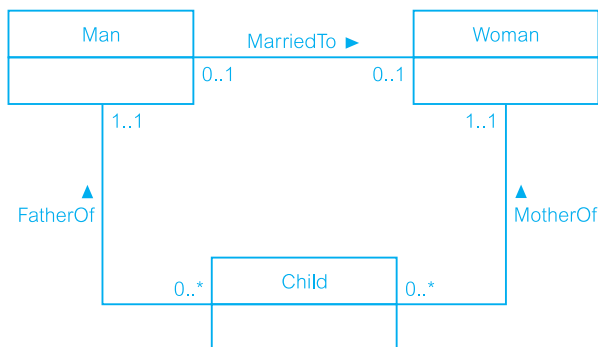 Man
MarriedTo ►
Woman
0..1
0..1
1..1
1..1
▲
▲
FatherOf
MotherOf
0..*
Child
0..*